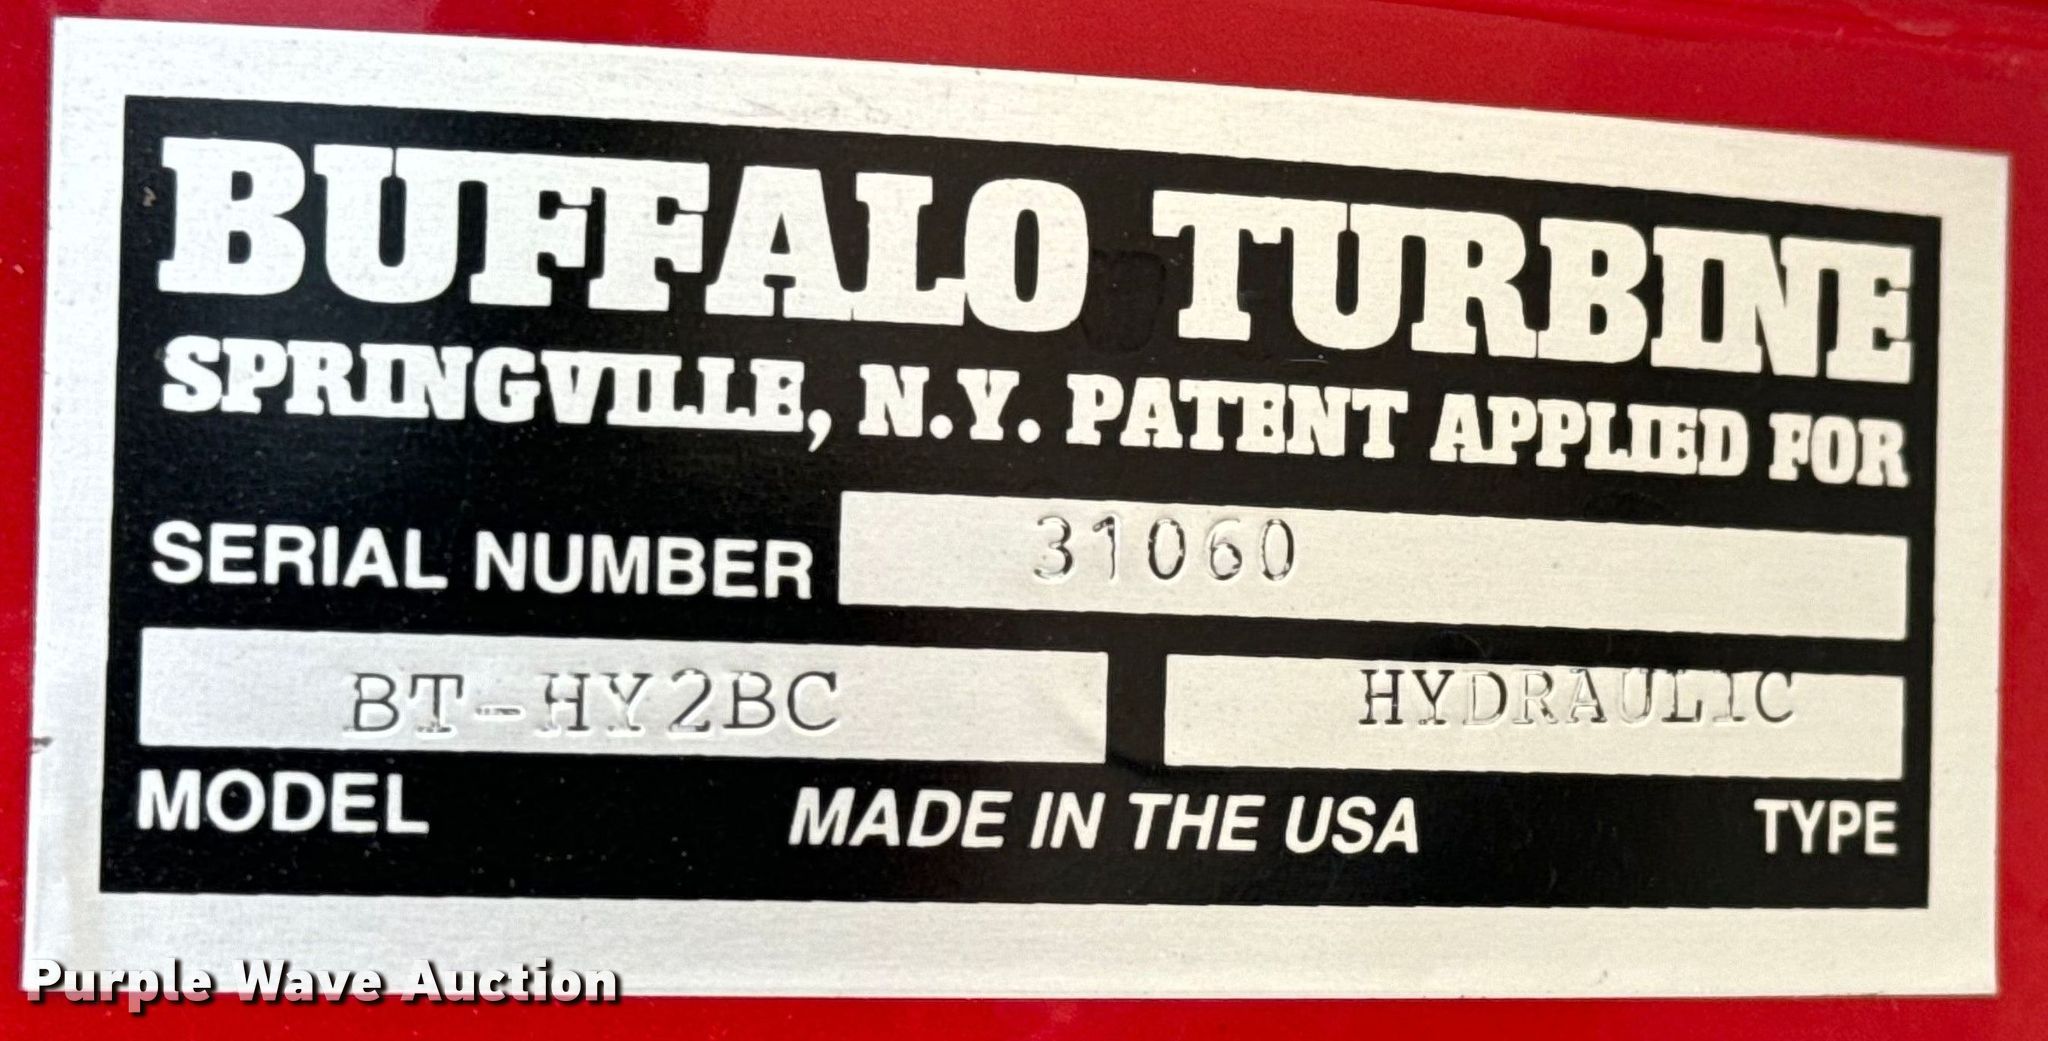 BUFFALO TURBINE
SPRINGVILLE, N.Y. PATENT APPLIED FOR
SERIAL NUMBER 31060
BT-HY2BC HYDRAULIC
MODEL MADE IN THE USA TYPE
Purple Wave Auction